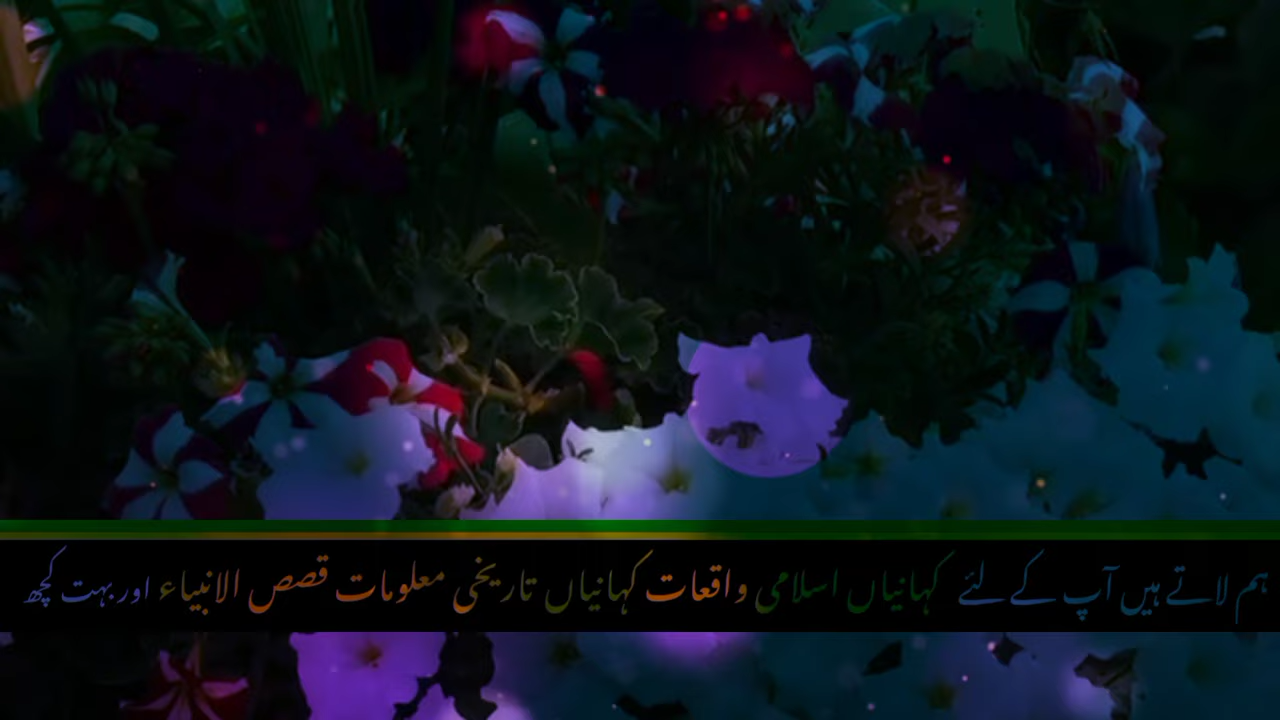 ہم لاتے ہیں آپ کے لئے کہانیاں اسلامی واقعات کہانیاں تاریخی معلومات قصص الانبیاء اور بہت کچھ